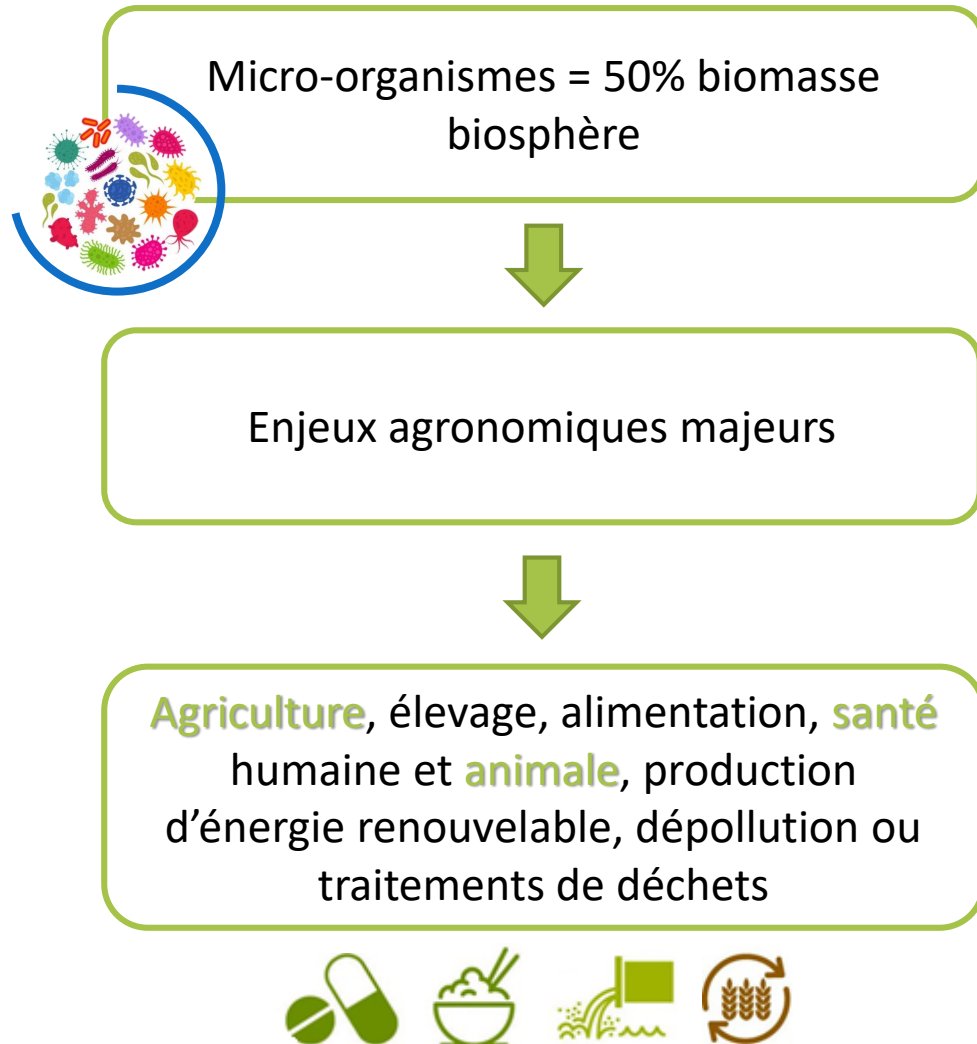 Micro-organismes = 50% biomasse
biosphère
Enjeux agronomiques majeurs
Agriculture, élevage, alimentation, santé
humaine et animale, production
d’énergie renouvelable, dépollution ou
traitements de déchets